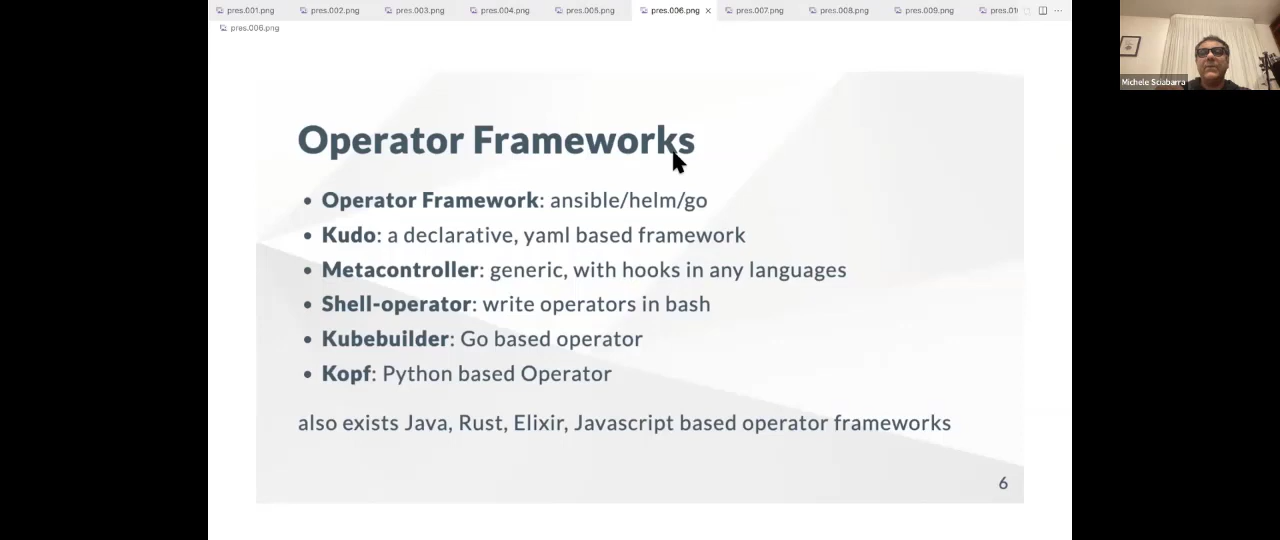 pres.001.png pres.002.png pres.003.png pres.004.png pres.005.png pres.006.png pres.007.png pres.008.png pres.009.png
pres.006.png
Michele Sciabarra
Operator Frameworks
• Operator Framework: ansible/helm/go
• Kudo: a declarative, yaml based framework
• Metacontroller: generic, with hooks in any languages
• Shell-operator: write operators in bash
• Kubebuilder: Go based operator
• Kopf: Python based Operator
also exists Java, Rust, Elixir, Javascript based operator frameworks
6